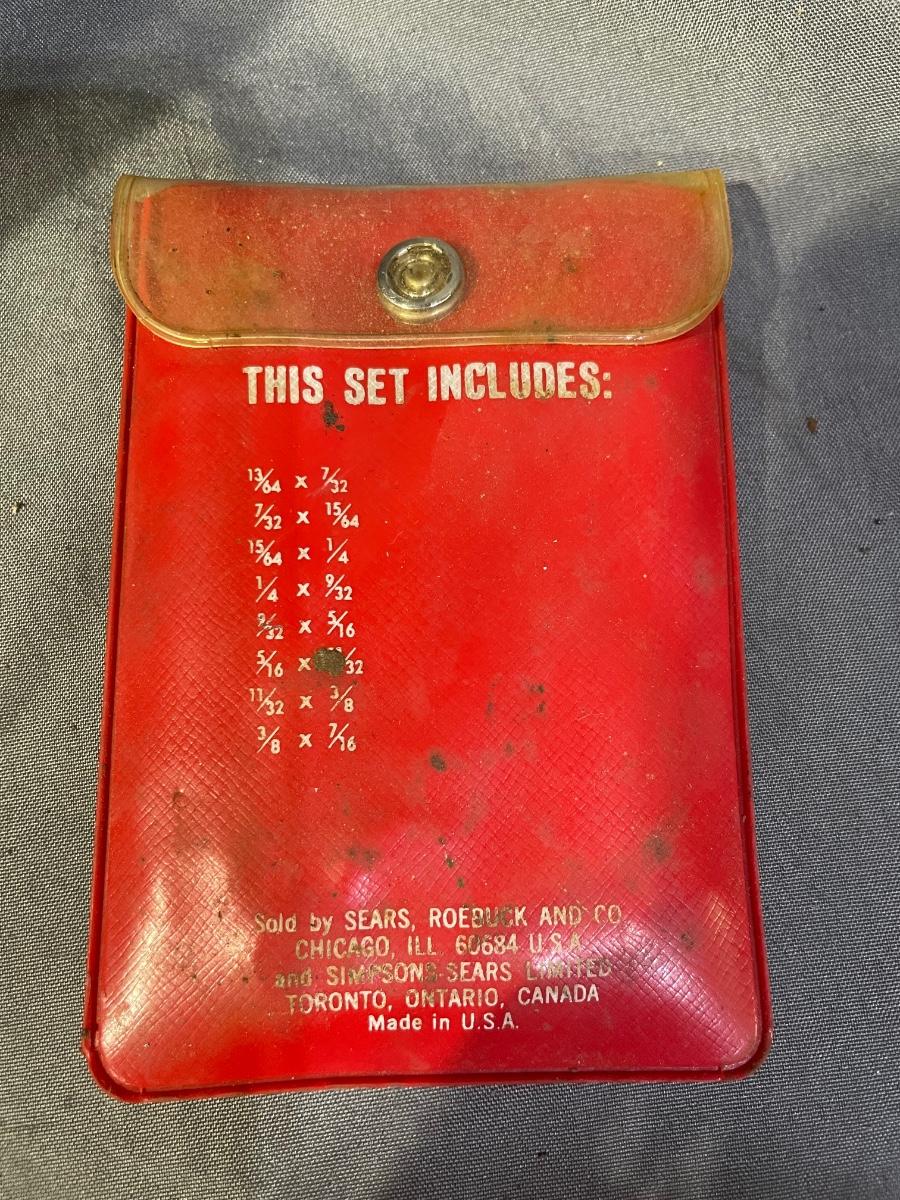 THIS SET INCLUDES:
13/64 x 7/32
7/32 x 15/64
15/64 x 1/4
1/4 x 9/32
9/32 x 5/16
5/16 x /32
11/32 x 3/8
3/8 x 7/16
Sold by SEARS, ROEBUCK AND CO.
CHICAGO, ILL. 60684 U.S.A.
and SIMPSONS-SEARS LIMITED
TORONTO, ONTARIO, CANADA
Made in U.S.A.